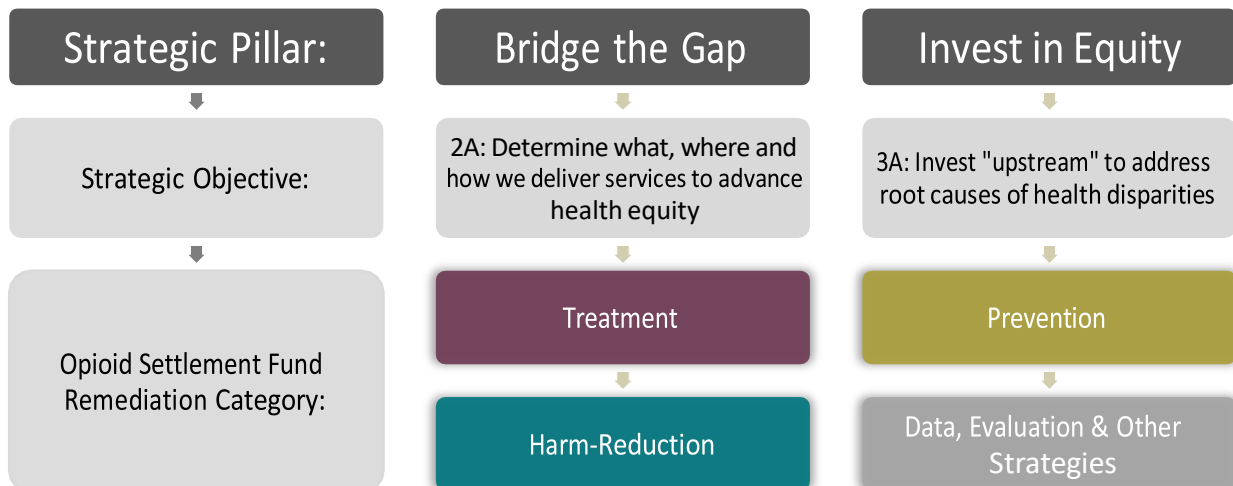 Strategic Pillar:
Bridge the Gap
Invest in Equity
Strategic Objective:
2A: Determine what, where and
how we deliver services to advance
health equity
3A: Invest "upstream" to address
root causes of health disparities
Opioid Settlement Fund
Remediation Category:
Treatment
Prevention
Harm-Reduction
Data, Evaluation & Other
Strategies